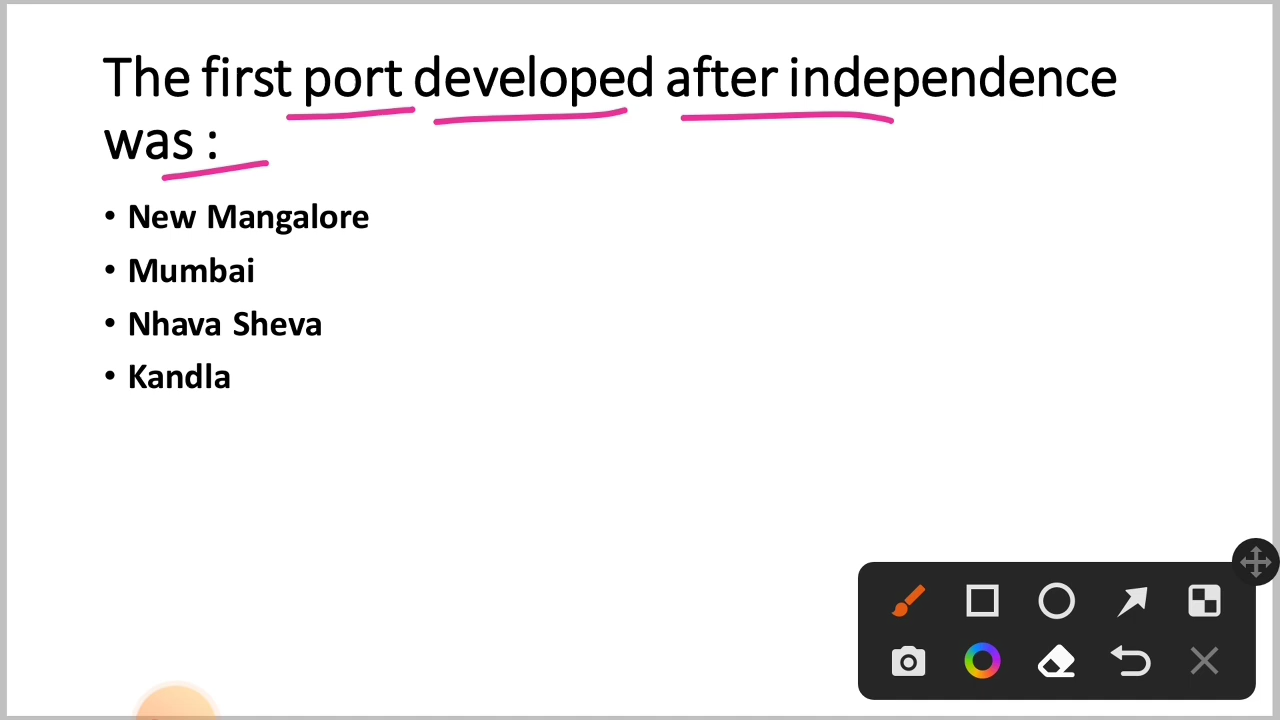 The first port developed after independence
was :
• New Mangalore
• Mumbai
• Nhava Sheva
• Kandla